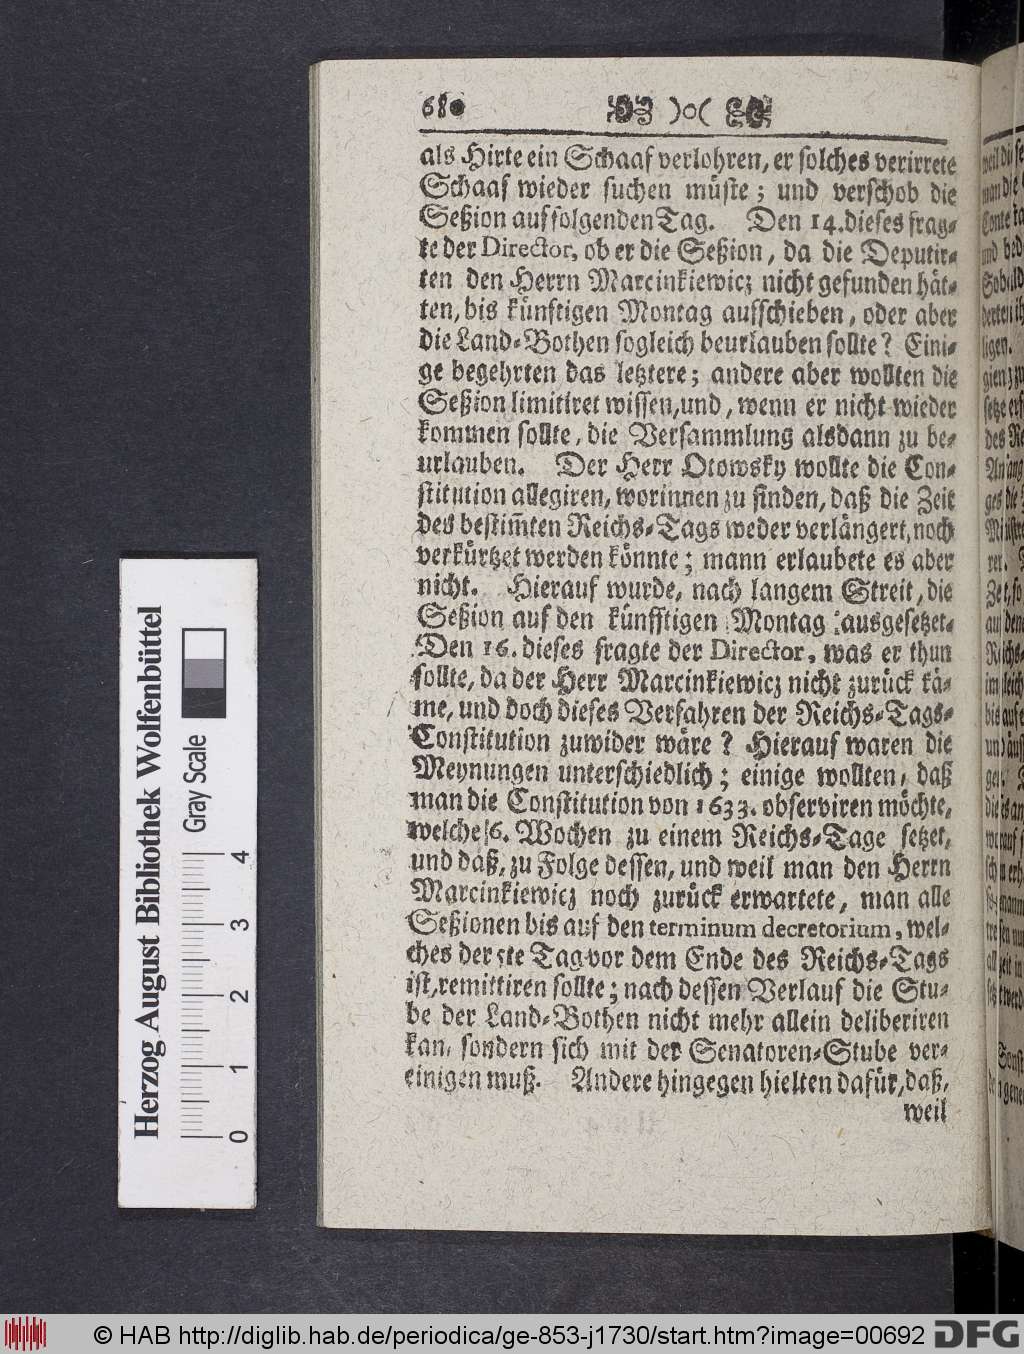 680 )o(
als Hirte ein Schaaf verlohren, er solches verirrete
Schaaf wieder suchen müste; und verschob die
Seßion auf folgenden Tag. Den 14. dieses frag-
te der Director, ob er die Seßion, da die Deputir-
ten den Herrn Marcinkiewicz nicht gefunden hät-
ten, bis künftigen Montag aufschieben, oder aber
die Land-Bothen sogleich beurlauben sollte? Eini-
ge begehrten das letztere; andere aber wollten die
Seßion limitiret wissen, und, wenn er nicht wieder
kommen sollte, die Versammlung alsdann zu be-
urlauben. Der Herr Otowsky wollte die Con-
stitution allegiren, worinnen zu finden, daß die Zeit
des bestim̃ten Reichs-Tags weder verlängert, noch
verkürtzet werden könnte; mann erlaubete es aber
nicht. Hierauf wurde, nach langem Streit, die
Seßion auf den künfftigen Montag ausgesetzet.
Den 16. dieses fragte der Director, was er thun
sollte, da der Herr Marcinkiewicz nicht zurück kä-
me, und doch dieses Verfahren der Reichs-Tags-
Constitution zuwider wäre? Hierauf waren die
Meynungen unterschiedlich; einige wollten, daß
man die Constitution von 1633. observiren möchte,
welche 6. Wochen zu einem Reichs-Tage setzet,
und daß, zu Folge dessen, und weil man den Herrn
Marcinkiewicz noch zurück erwartete, man alle
Seßionen bis auf den terminum decretorium, wel-
ches der 5te Tag vor dem Ende des Reichs-Tags
ist, remittiren sollte; nach dessen Verlauf die Stu-
be der Land-Bothen nicht mehr allein deliberiren
kan, sondern sich mit der Senatoren-Stube ver-
einigen muß. Andere hingegen hielten dafür, daß,
weil
Herzog August Bibliothek Wolfenbüttel
Gray Scale
0 1 2 3 4
© HAB http://diglib.hab.de/periodica/ge-853-j1730/start.htm?image=00692
DFG